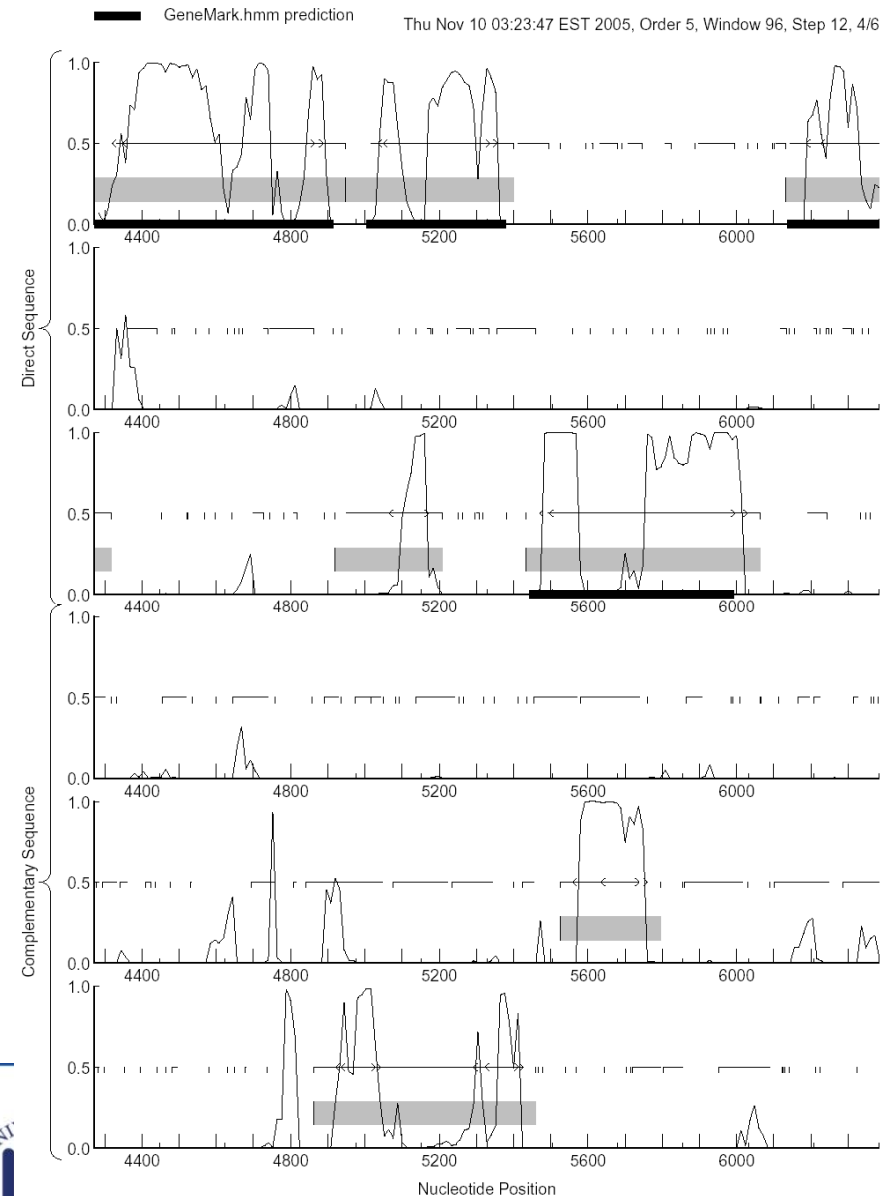 GeneMark.hmm prediction
Thu Nov 10 03:23:47 EST 2005, Order 5, Window 96, Step 12, 4/6
Direct Sequence
1.0
0.5
0.0
4400 4800 5200 5600 6000
1.0
0.5
0.0
4400 4800 5200 5600 6000
1.0
0.5
0.0
4400 4800 5200 5600 6000
Complementary Sequence
1.0
0.5
0.0
4400 4800 5200 5600 6000
1.0
0.5
0.0
4400 4800 5200 5600 6000
1.0
0.5
0.0
4400 4800 5200 5600 6000
Nucleotide Position